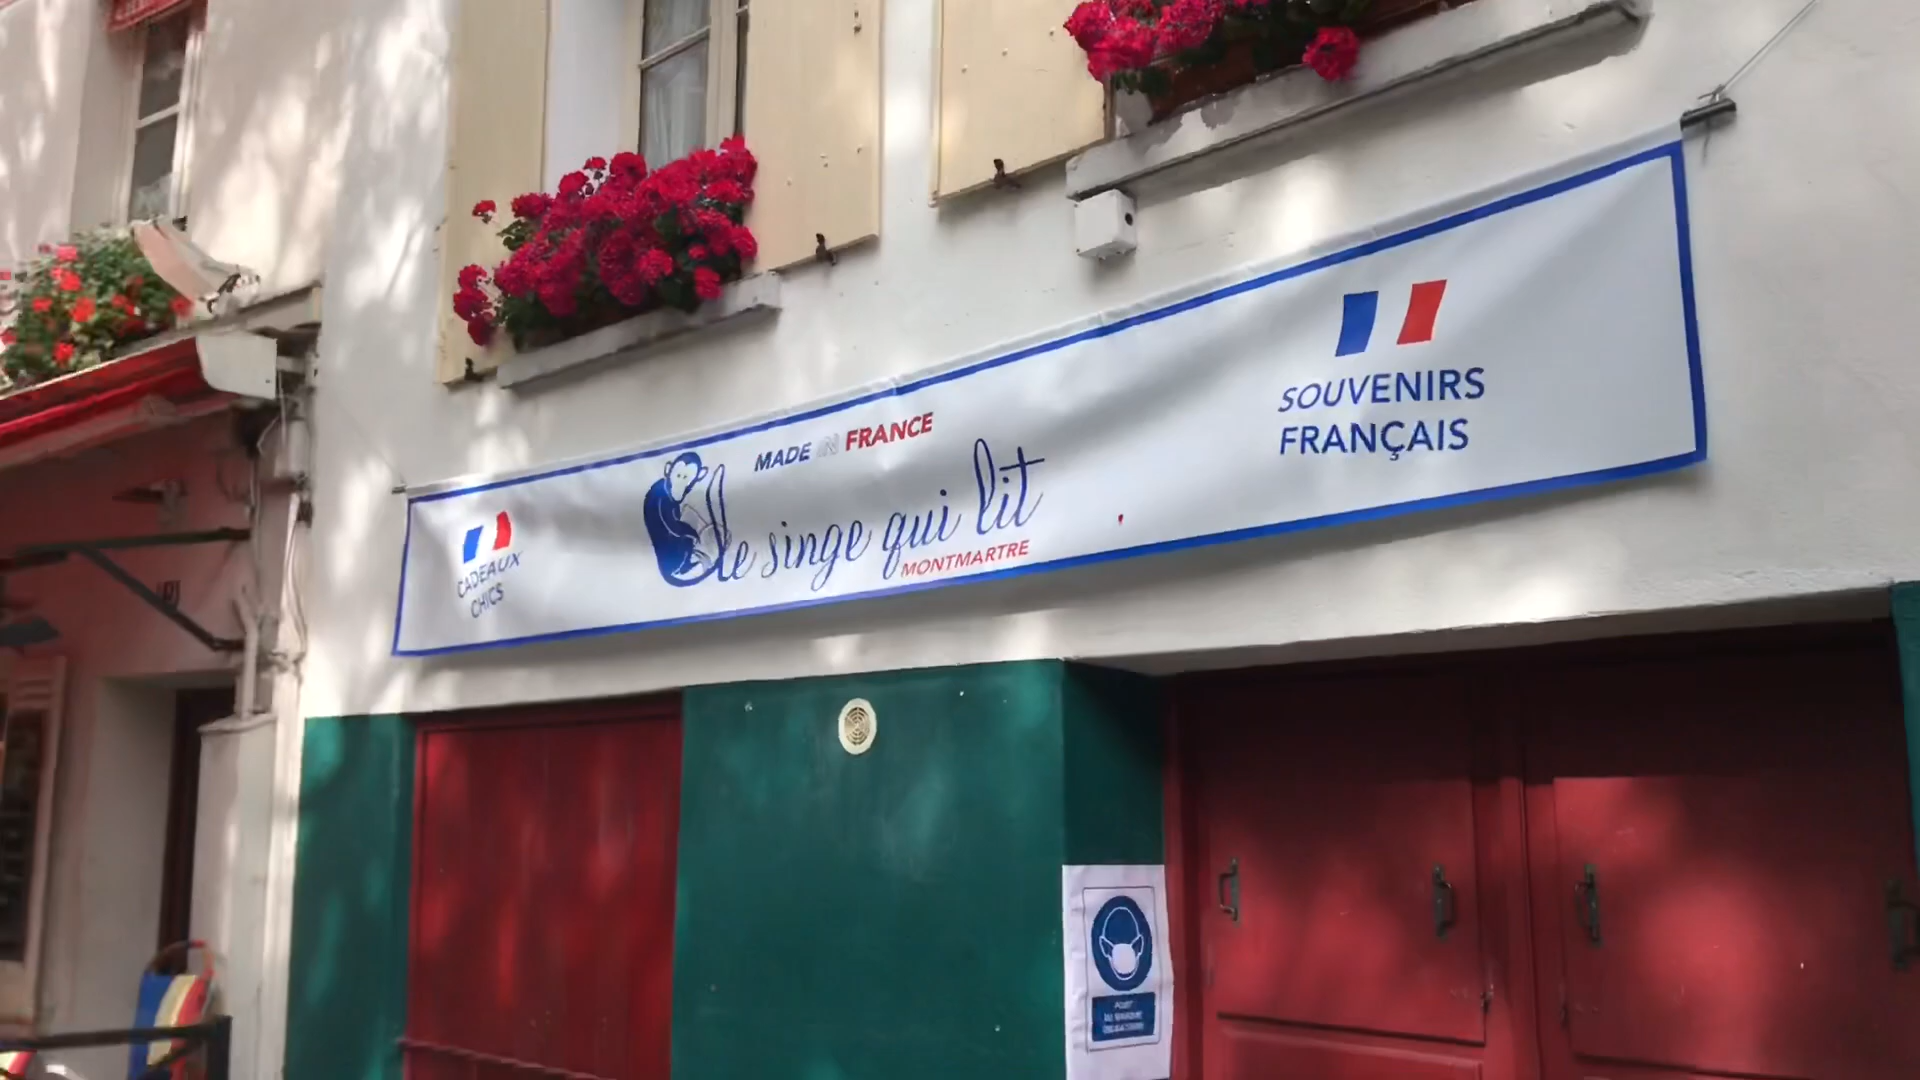 MADE IN FRANCE
le singe qui lit
MONTMARTRE
CADEAUX
CHICS
SOUVENIRS
FRANÇAIS